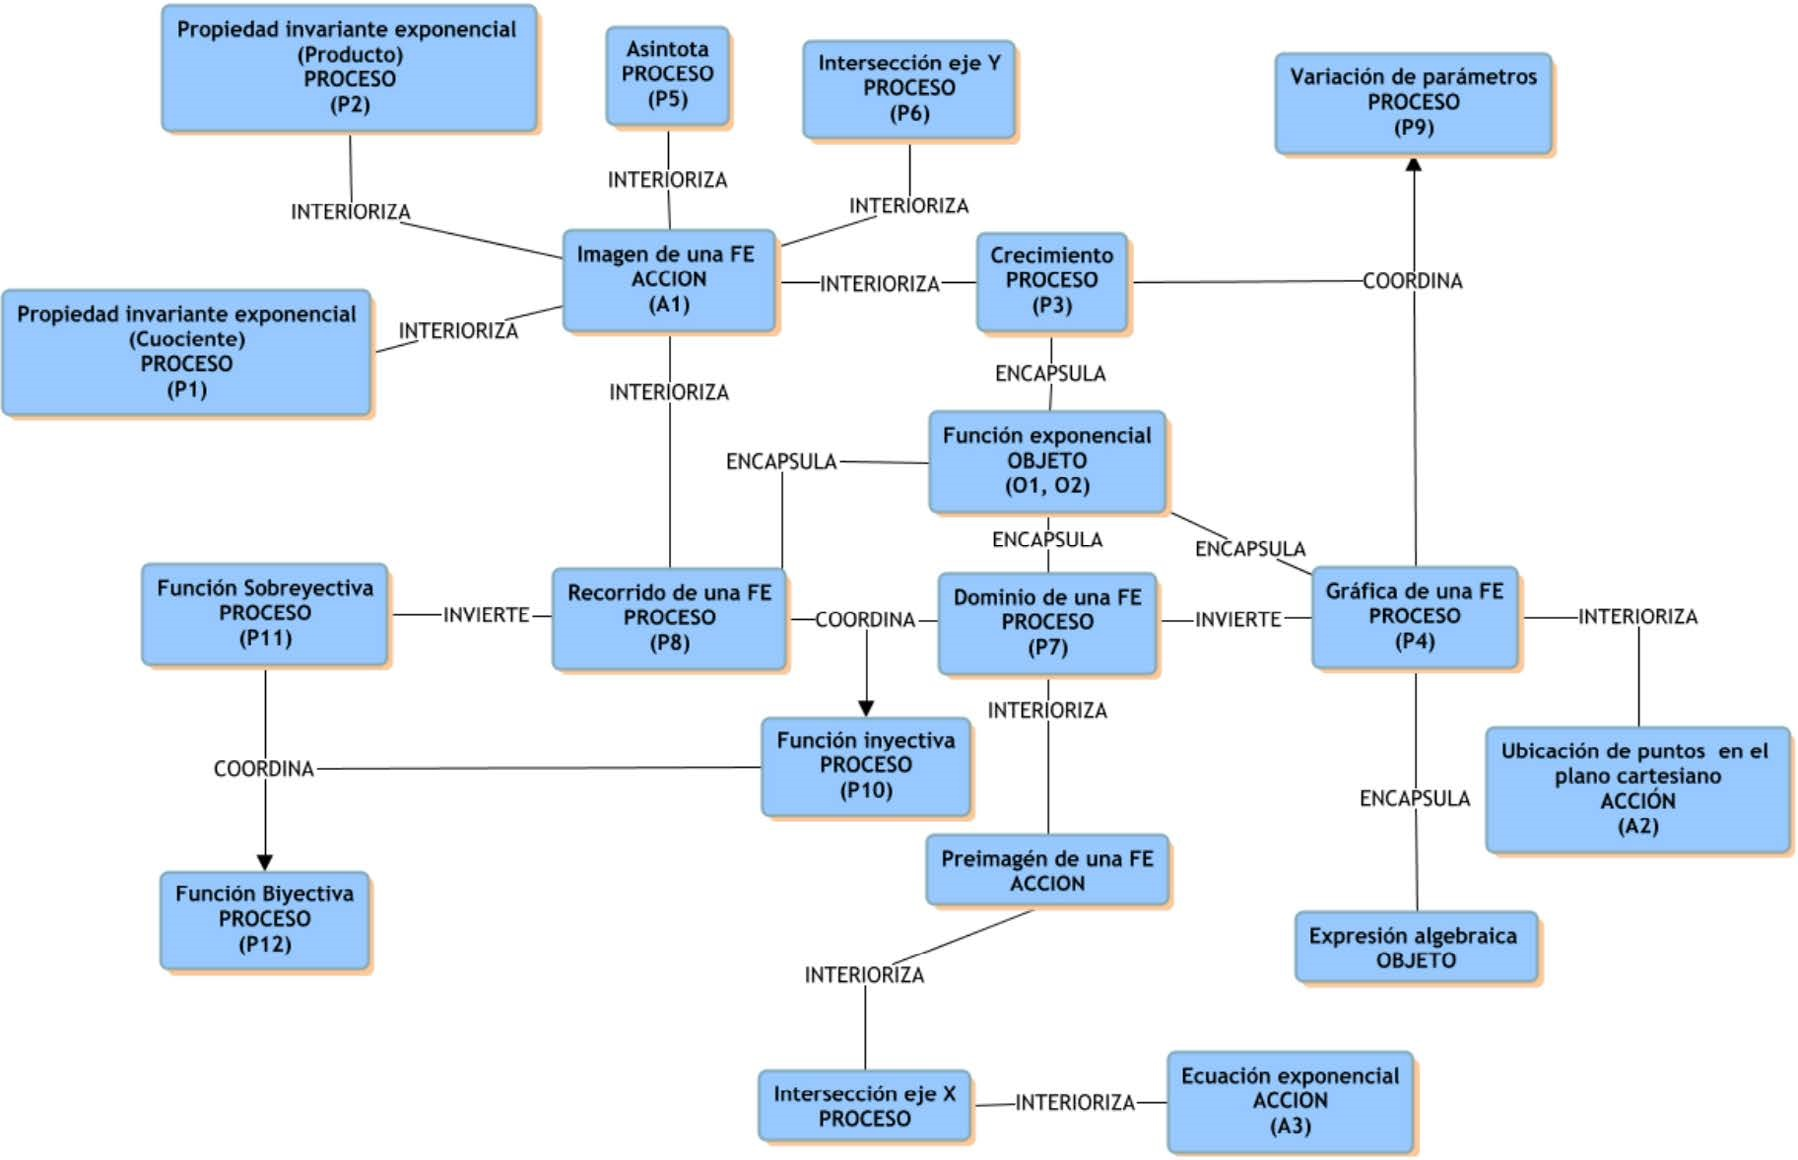 Propiedad invariante exponencial
(Producto)
PROCESO
(P2)
Asintota
PROCESO
(P5)
Intersección eje Y
PROCESO
(P6)
Variación de parámetros
PROCESO
(P9)
INTERIORIZA
INTERIORIZA
INTERIORIZA
Imagen de una FE
ACCION
(A1)
INTERIORIZA
Crecimiento
PROCESO
(P3)
COORDINA
Propiedad invariante exponencial
(Cuociente)
PROCESO
(P1)
INTERIORIZA
INTERIORIZA
ENCAPSULA
Función exponencial
OBJETO
(O1, O2)
ENCAPSULA
ENCAPSULA
ENCAPSULA
Función Sobreyectiva
PROCESO
(P11)
INVIERTE
Recorrido de una FE
PROCESO
(P8)
COORDINA
Dominio de una FE
PROCESO
(P7)
INVIERTE
Gráfica de una FE
PROCESO
(P4)
INTERIORIZA
INTERIORIZA
COORDINA
Función inyectiva
PROCESO
(P10)
Ubicación de puntos en el
plano cartesiano
ACCIÓN
(A2)
ENCAPSULA
Preimagén de una FE
ACCION
Función Biyectiva
PROCESO
(P12)
Expresión algebraica
OBJETO
INTERIORIZA
Intersección eje X
PROCESO
INTERIORIZA
Ecuación exponencial
ACCION
(A3)